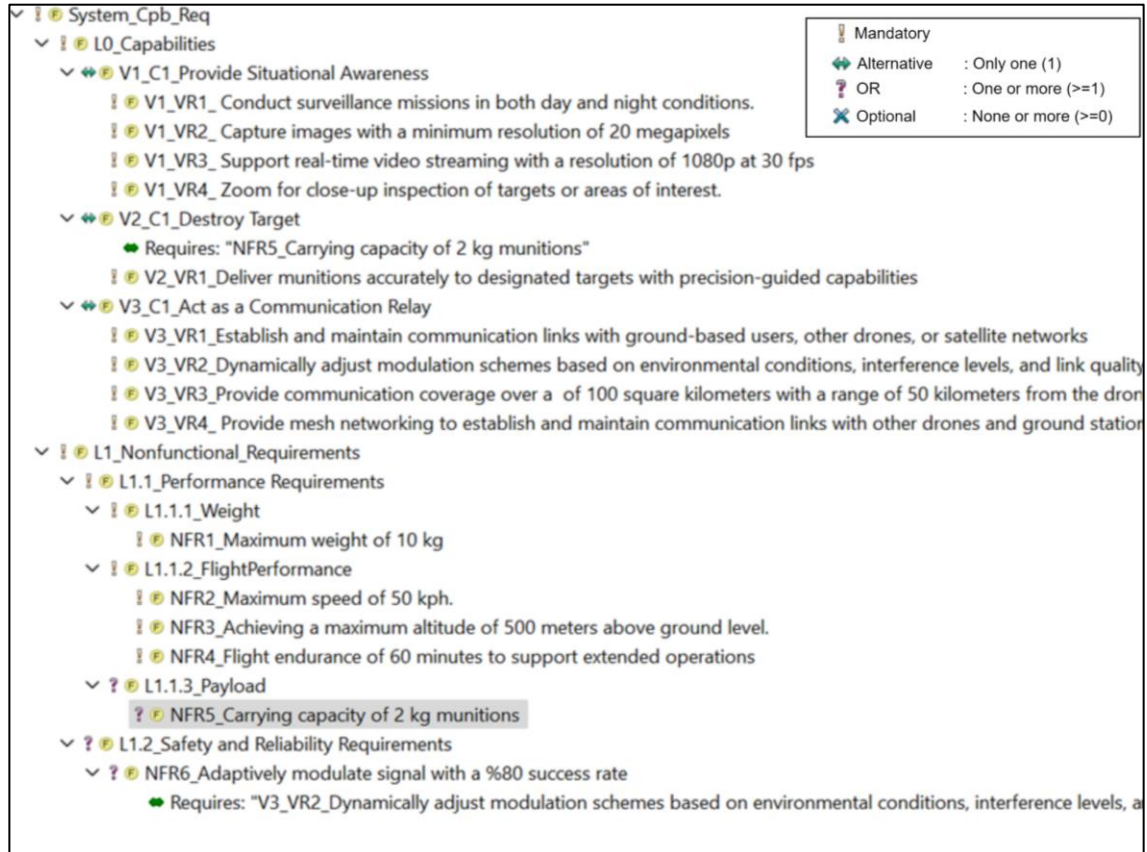 System_Cpb_Req
L0_Capabilities
V1_C1_Provide Situational Awareness
V1_VR1_ Conduct surveillance missions in both day and night conditions.
V1_VR2_ Capture images with a minimum resolution of 20 megapixels
V1_VR3_ Support real-time video streaming with a resolution of 1080p at 30 fps
V1_VR4_ Zoom for close-up inspection of targets or areas of interest.
V2_C1_Destroy Target
Requires: "NFR5_Carrying capacity of 2 kg munitions"
V2_VR1_Deliver munitions accurately to designated targets with precision-guided capabilities
V3_C1_Act as a Communication Relay
V3_VR1_Establish and maintain communication links with ground-based users, other drones, or satellite networks
V3_VR2_Dynamically adjust modulation schemes based on environmental conditions, interference levels, and link quality
V3_VR3_Provide communication coverage over a  of 100 square kilometers with a range of 50 kilometers from the dron
V3_VR4_ Provide mesh networking to establish and maintain communication links with other drones and ground station
L1_Nonfunctional_Requirements
L1.1_Performance Requirements
L1.1.1_Weight
NFR1_Maximum weight of 10 kg
L1.1.2_FlightPerformance
NFR2_Maximum speed of 50 kph.
NFR3_Achieving a maximum altitude of 500 meters above ground level.
NFR4_Flight endurance of 60 minutes to support extended operations
L1.1.3_Payload
NFR5_Carrying capacity of 2 kg munitions
L1.2_Safety and Reliability Requirements
NFR6_Adaptively modulate signal with a %80 success rate
Requires: "V3_VR2_Dynamically adjust modulation schemes based on environmental conditions, interference levels, a
Mandatory
Alternative : Only one (1)
OR : One or more (>=1)
Optional : None or more (>=0)